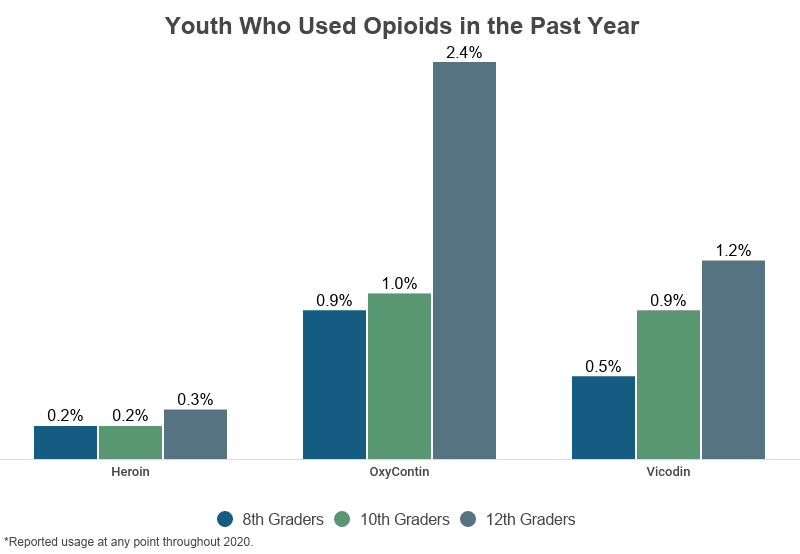 Youth Who Used Opioids in the Past Year
2.4%
1.2%
0.9%
1.0%
0.9%
0.5%
0.2%
0.2%
0.3%
Heroin
OxyContin
Vicodin
8th Graders
10th Graders
12th Graders
*Reported usage at any point throughout 2020.